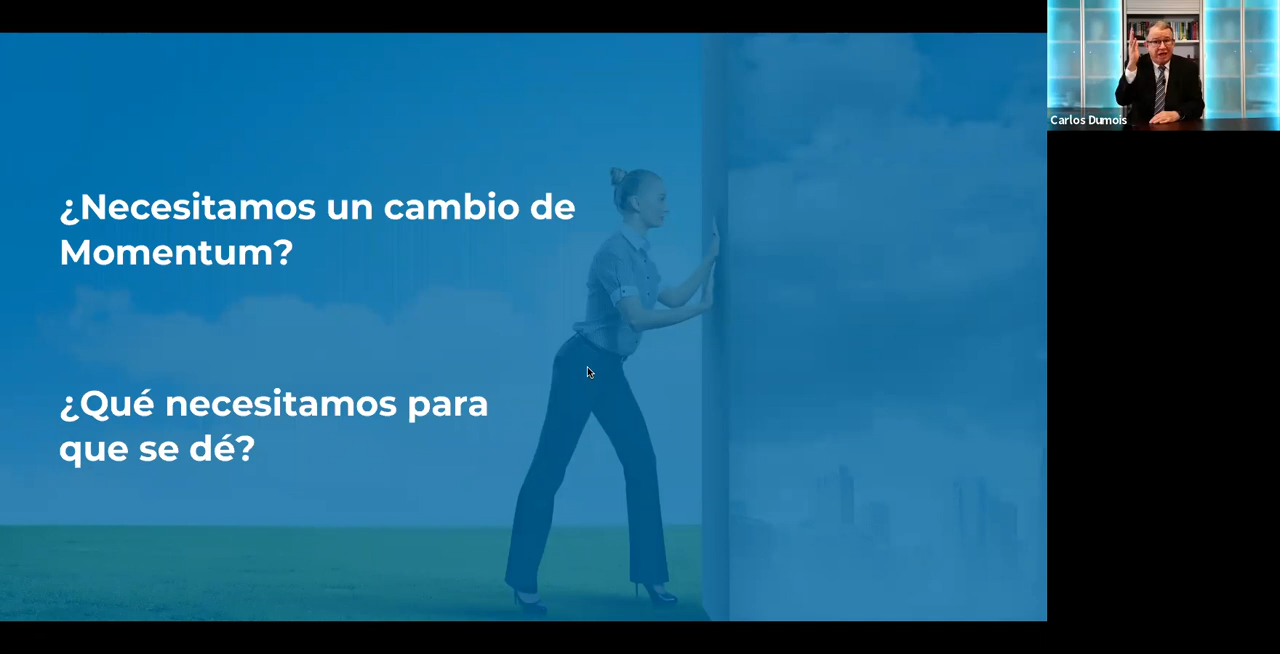 ¿Necesitamos un cambio de
Momentum?
¿Qué necesitamos para
que se dé?
Carlos Dumois